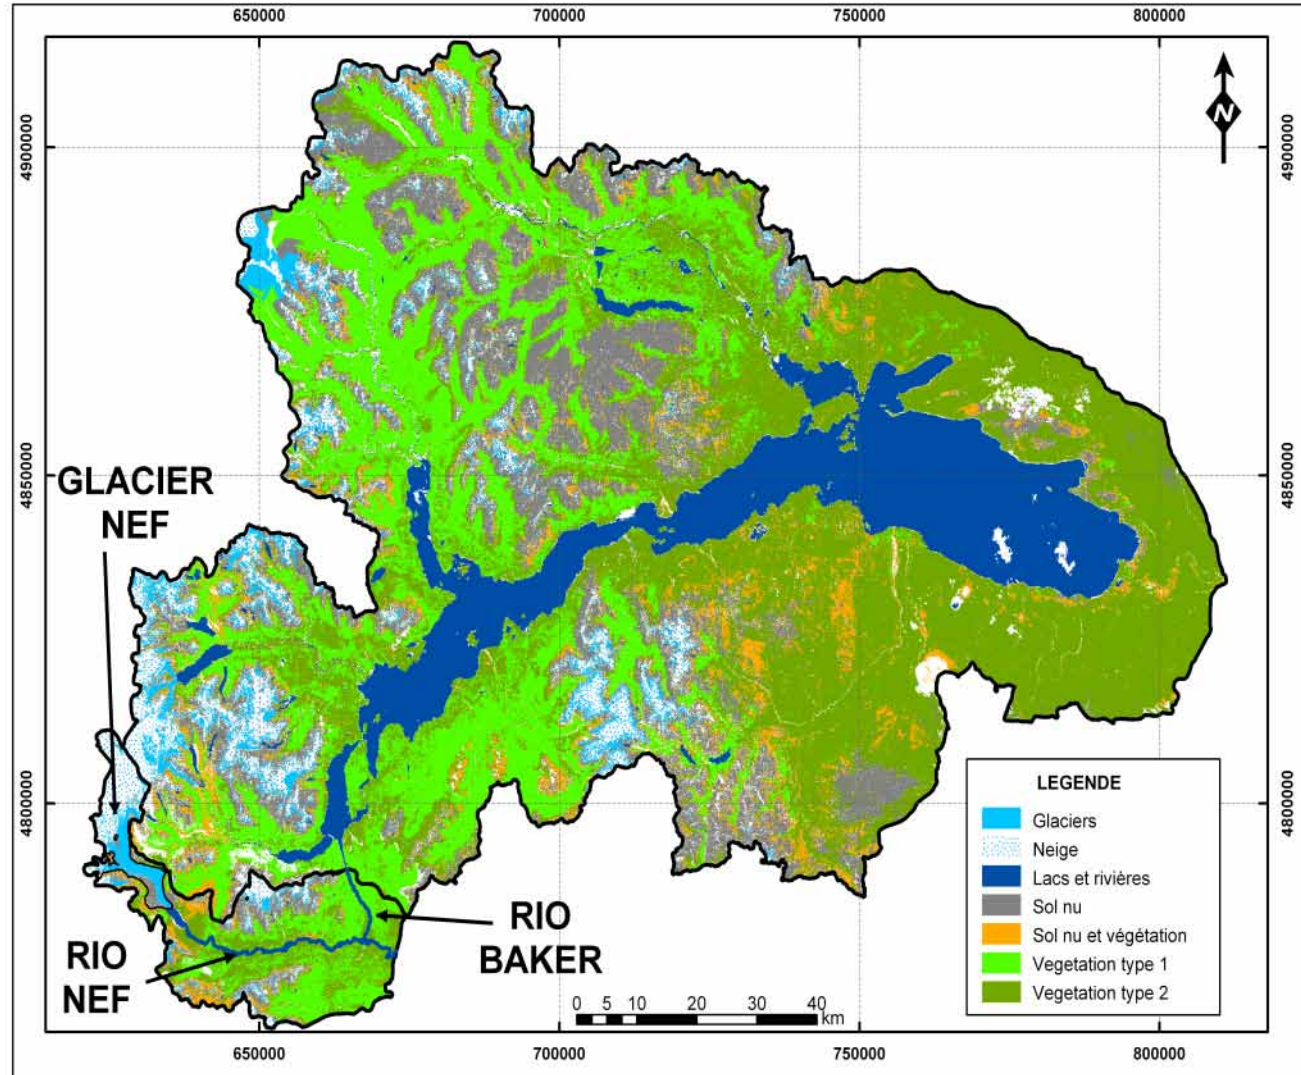 650000 700000 750000 800000
4900000 4900000
N
4850000 4850000
GLACIER
NEF
4800000 4800000
LEGENDE
Glaciers
Neige
Lacs et rivières
Sol nu
Sol nu et végétation
Vegetation type 1
Vegetation type 2
RIO
BAKER
RIO
NEF
0 5 10 20 30 40
km
650000 700000 750000 800000